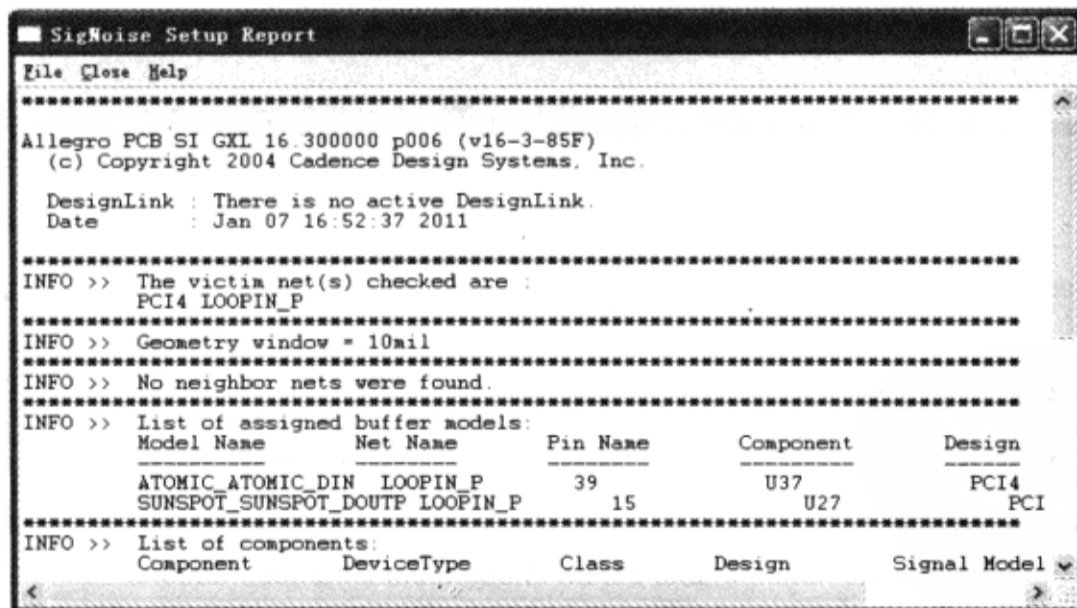 SigNoise Setup Report
File Close Help
********************************************************************************
Allegro PCB SI GXL 16.300000 p006 (v16-3-85F)
(c) Copyright 2004 Cadence Design Systems, Inc.
DesignLink : There is no active DesignLink.
Date : Jan 07 16:52:37 2011
********************************************************************************
INFO >> The victim net(s) checked are :
PCI4 LOOPIN_P
********************************************************************************
INFO >> Geometry window = 10mil
********************************************************************************
INFO >> No neighbor nets were found.
********************************************************************************
INFO >> List of assigned buffer models:
Model Name Net Name Pin Name Component Design
---------- -------- -------- --------- ------
ATOMIC_ATOMIC_DIN LOOPIN_P 39 U37 PCI4
SUNSPOT_SUNSPOT_DOUTP LOOPIN_P 15 U27 PCI
********************************************************************************
INFO >> List of components:
Component DeviceType Class Design Signal Model